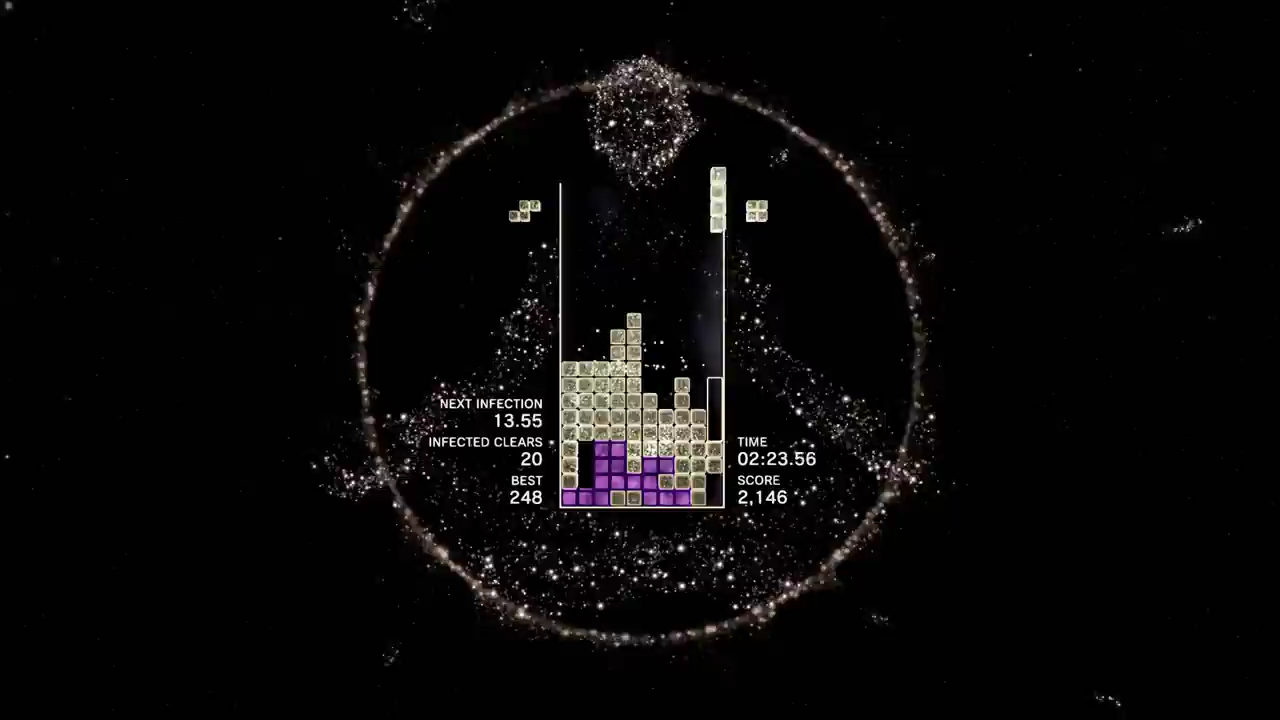 NEXT INFECTION
13.55
INFECTED CLEARS
20
BEST
248
TIME
02:23.56
SCORE
2,146